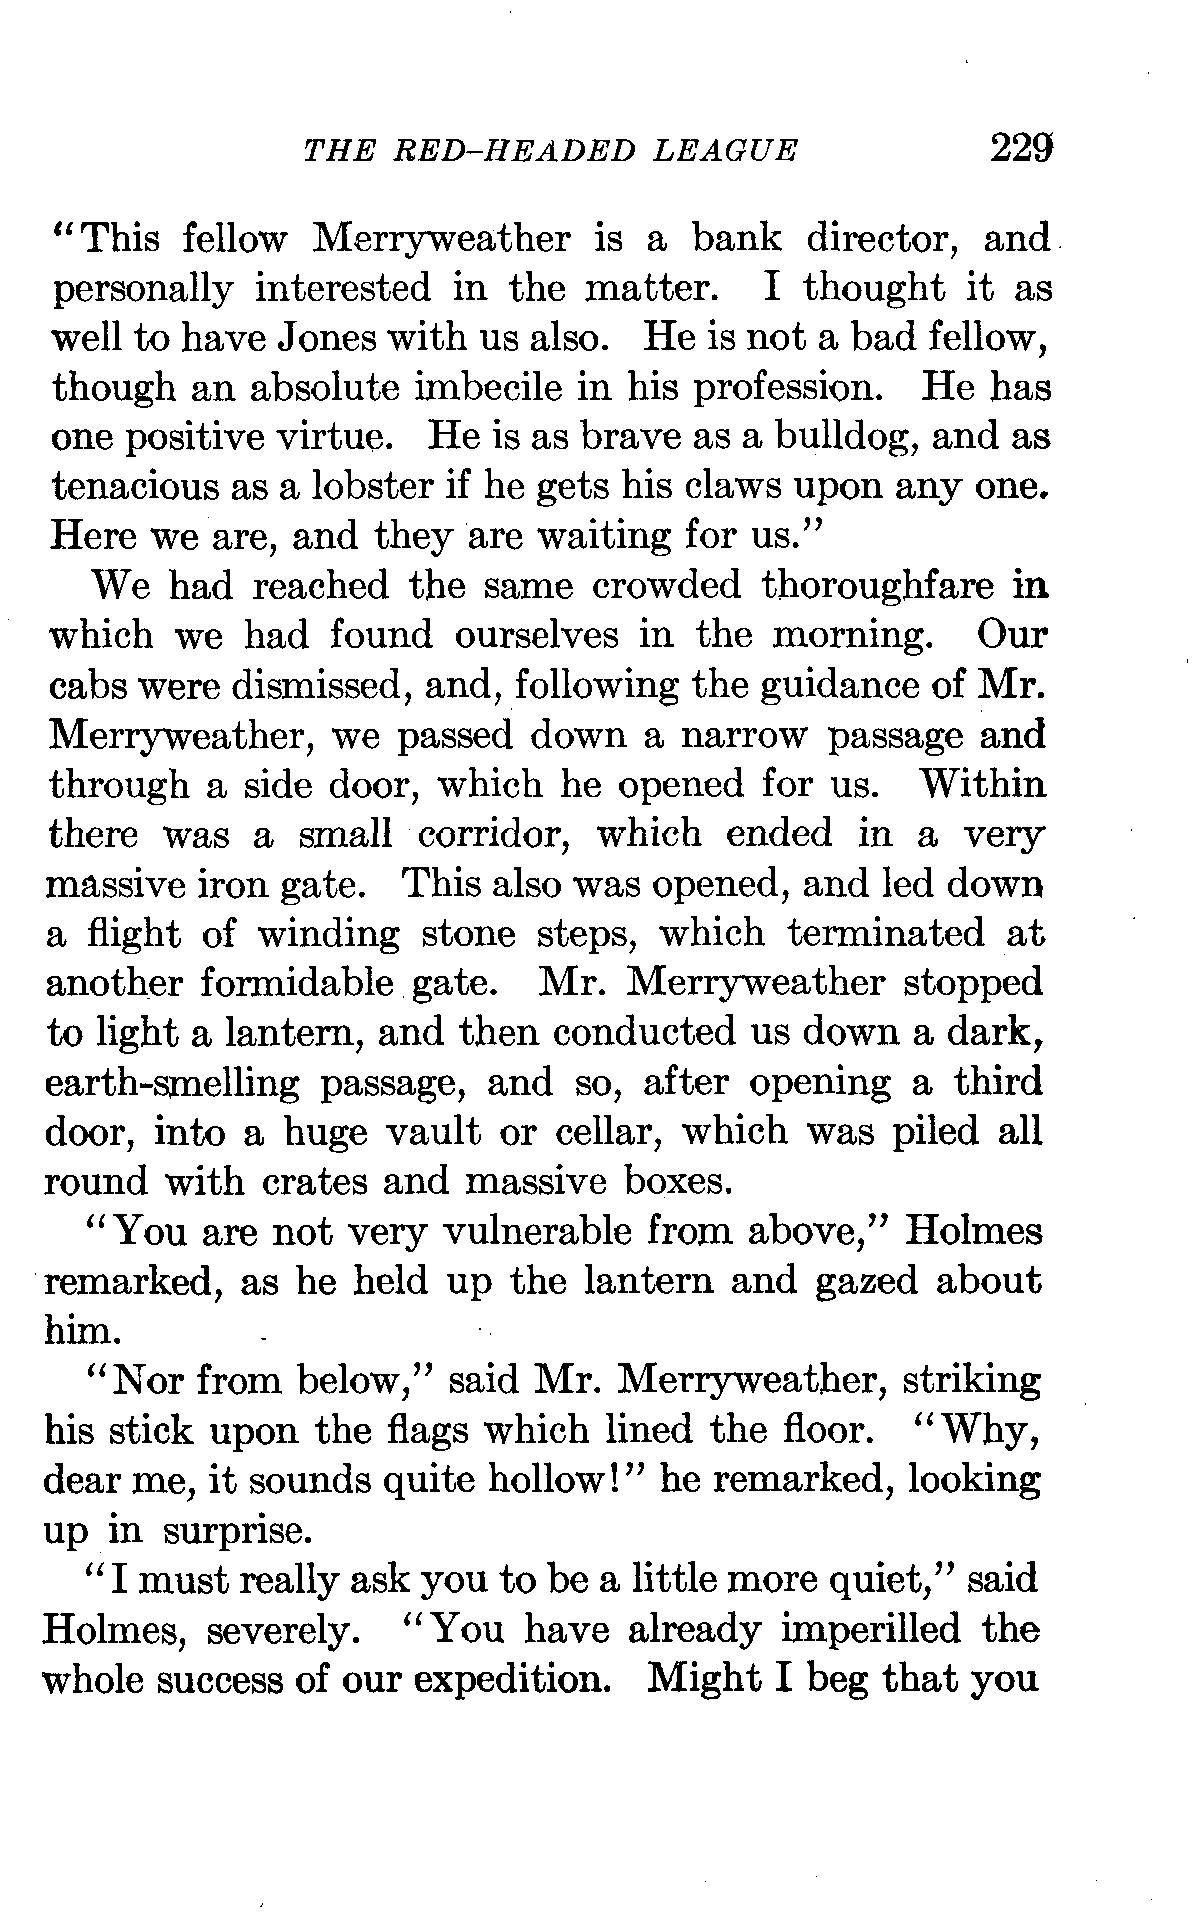 THE RED-HEADED LEAGUE 229
"This fellow Merryweather is a bank director, and
personally interested in the matter. I thought it as
well to have Jones with us also. He is not a bad fellow,
though an absolute imbecile in his profession. He has
one positive virtue. He is as brave as a bulldog, and as
tenacious as a lobster if he gets his claws upon any one.
Here we are, and they are waiting for us."
We had reached the same crowded thoroughfare in
which we had found ourselves in the morning. Our
cabs were dismissed, and, following the guidance of Mr.
Merryweather, we passed down a narrow passage and
through a side door, which he opened for us. Within
there was a small corridor, which ended in a very
massive iron gate. This also was opened, and led down
a flight of winding stone steps, which terminated at
another formidable gate. Mr. Merryweather stopped
to light a lantern, and then conducted us down a dark,
earth-smelling passage, and so, after opening a third
door, into a huge vault or cellar, which was piled all
round with crates and massive boxes.
"You are not very vulnerable from above," Holmes
remarked, as he held up the lantern and gazed about
him.
"Nor from below," said Mr. Merryweather, striking
his stick upon the flags which lined the floor. "Why,
dear me, it sounds quite hollow!" he remarked, looking
up in surprise.
"I must really ask you to be a little more quiet," said
Holmes, severely. "You have already imperilled the
whole success of our expedition. Might I beg that you